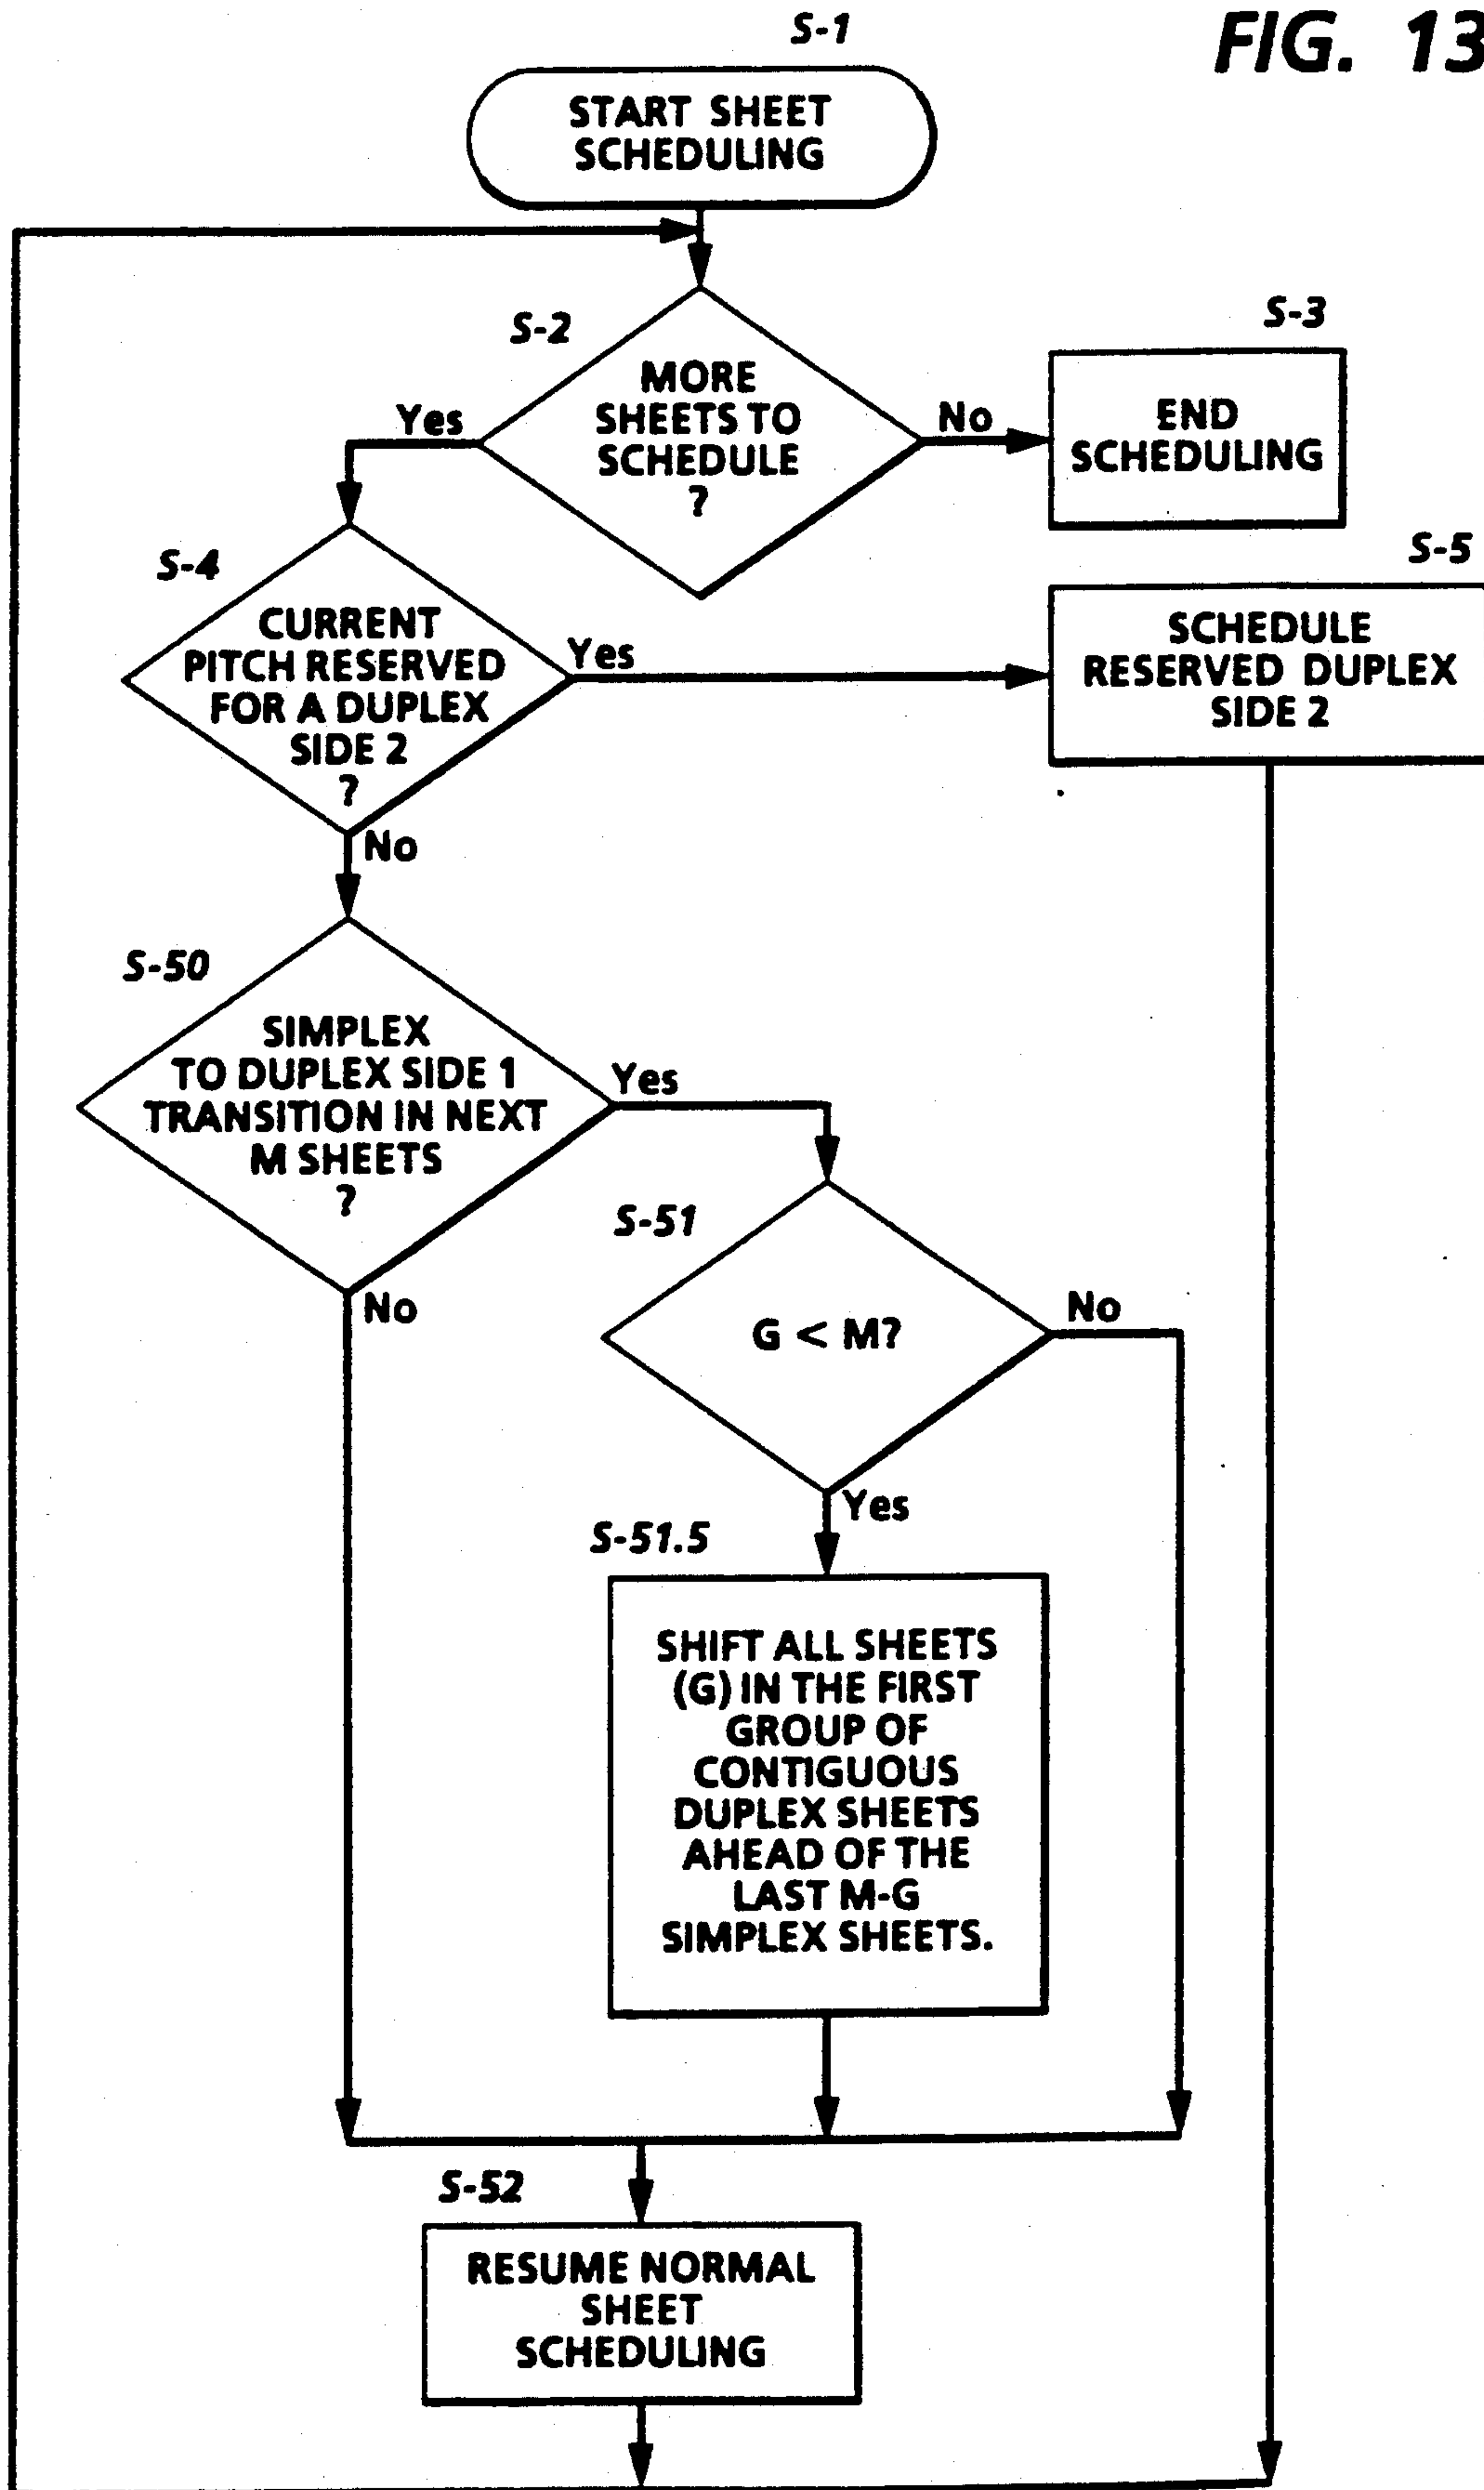 FIG. 13
S-1
START SHEET
SCHEDULING
S-2
MORE
SHEETS TO
SCHEDULE
?
Yes
No
S-3
END
SCHEDULING
S-4
CURRENT
PITCH RESERVED
FOR A DUPLEX
SIDE 2
?
Yes
No
S-5
SCHEDULE
RESERVED DUPLEX
SIDE 2
S-50
SIMPLEX
TO DUPLEX SIDE 1
TRANSITION IN NEXT
M SHEETS
?
Yes
No
S-51
G < M?
No
Yes
S-51.5
SHIFT ALL SHEETS
(G) IN THE FIRST
GROUP OF
CONTIGUOUS
DUPLEX SHEETS
AHEAD OF THE
LAST M-G
SIMPLEX SHEETS.
S-52
RESUME NORMAL
SHEET
SCHEDULING